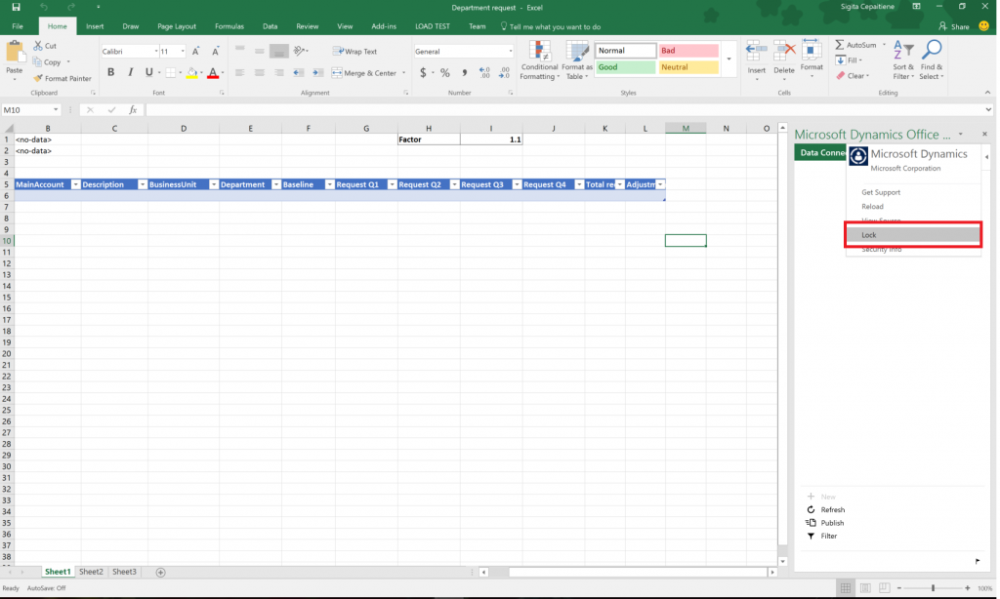 Department request - Excel
Sigita Cepaitiene
File Home Insert Draw Page Layout Formulas Data Review View Add-ins LOAD TEST Team Tell me what you want to do Share
Paste
Cut
Copy
Format Painter
Clipboard
Calibri 11
B I U
Font
Wrap Text
Merge & Center
Alignment
General
$ % ,
Number
Conditional Formatting
Format as Table
Normal Bad
Good Neutral
Styles
Insert Delete Format
Cells
AutoSum
Fill
Clear
Sort & Filter
Find & Select
Editing
M10 fx
B C D E F G H I J K L M N O
1 <no-data> Factor 1.1
2 <no-data>
3
4
5 MainAccount Description BusinessUnit Department Baseline Request Q1 Request Q2 Request Q3 Request Q4 Total re Adjustm
6
7
8
9
10
11
12
13
14
15
16
17
18
19
20
21
22
23
24
25
26
27
28
29
30
31
32
33
34
35
36
37
38
Microsoft Dynamics Office ...
Data Conne
Microsoft Dynamics
Microsoft Corporation
Get Support
Reload
View Source
Lock
Security Info
New
Refresh
Publish
Filter
Sheet1 Sheet2 Sheet3
Ready AutoSave: Off 100%